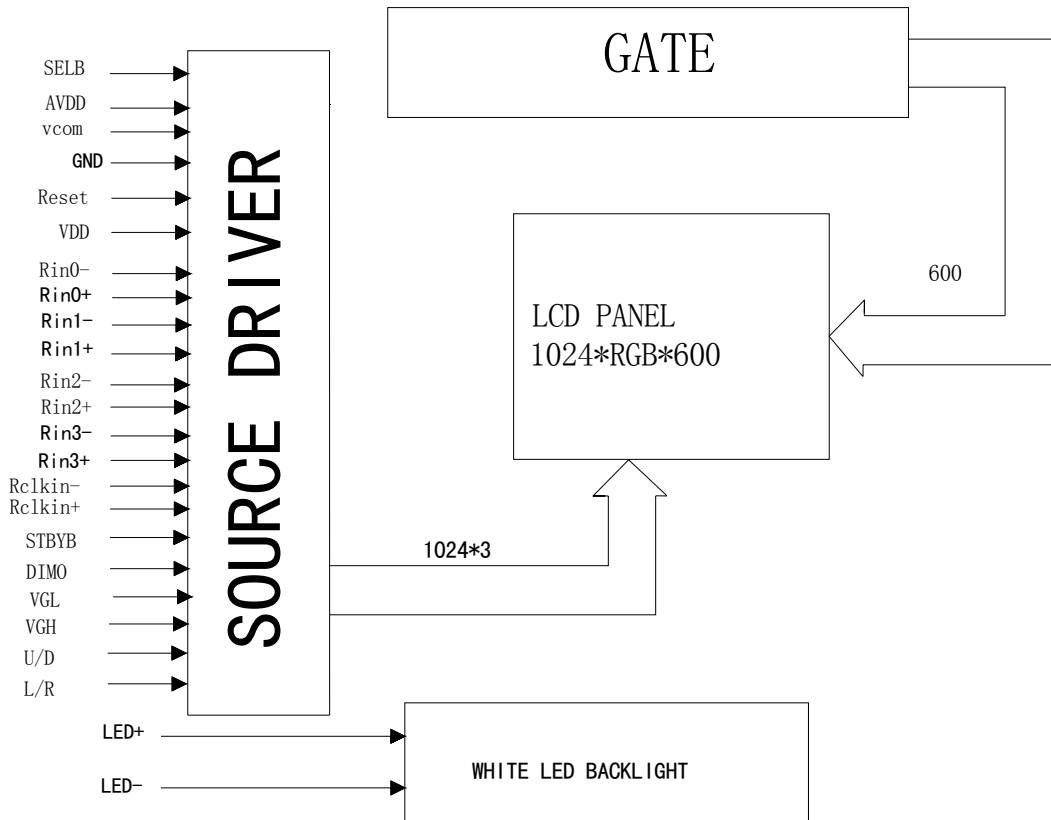 GATE
SELB
AVDD
vcom
GND
Reset
VDD
Rin0-
Rin0+
Rin1-
Rin1+
Rin2-
Rin2+
Rin3-
Rin3+
Rclkin-
Rclkin+
STBYB
DIMO
VGL
VGH
U/D
L/R
SOURCE DRIVER
LCD PANEL
1024*RGB*600
600
1024*3
LED+
LED-
WHITE LED BACKLIGHT